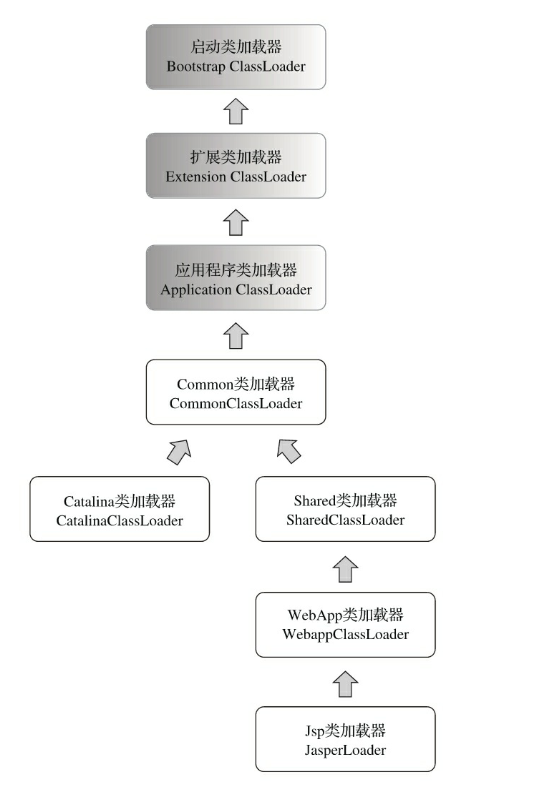 启动类加载器
Bootstrap ClassLoader
扩展类加载器
Extension ClassLoader
应用程序类加载器
Application ClassLoader
Common类加载器
CommonClassLoader
Catalina类加载器
CatalinaClassLoader
Shared类加载器
SharedClassLoader
WebApp类加载器
WebappClassLoader
Jsp类加载器
JasperLoader